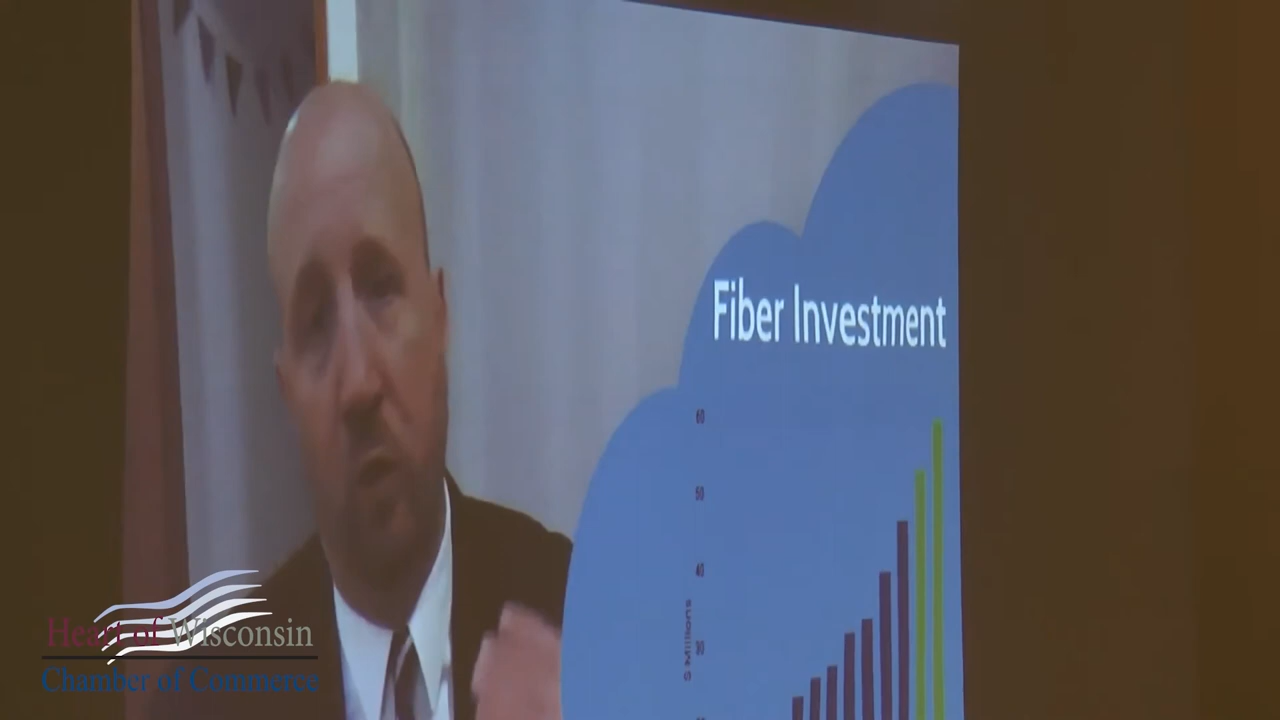 Fiber Investment
60
50
40
30
$ Millions
Heart of Wisconsin
Chamber of Commerce